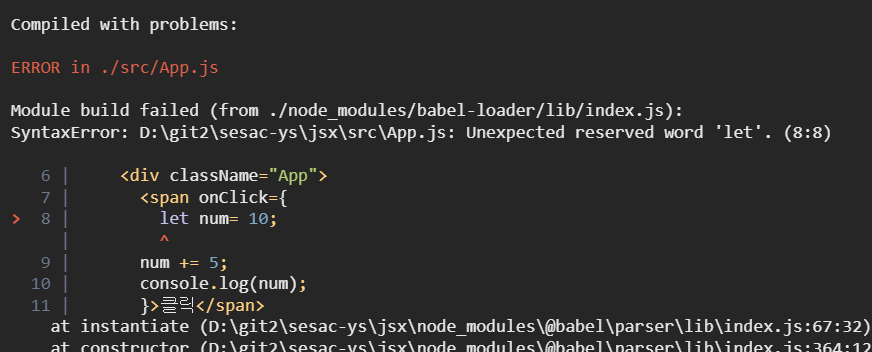 Compiled with problems:
ERROR in ./src/App.js
Module build failed (from ./node_modules/babel-loader/lib/index.js):
SyntaxError: D:\git2\sesac-ys\jsx\src\App.js: Unexpected reserved word 'let'. (8:8)
6 |     <div className="App">
7 |       <span onClick={
> 8 |         let num= 10;
|         ^
9 |       num += 5;
10 |       console.log(num);
11 |       }>클릭</span>
at instantiate (D:\git2\sesac-ys\jsx\node_modules\@babel\parser\lib\index.js:67:32)
at constructor (D:\git2\sesac-ys\jsx\node_modules\@babel\parser\lib\index.js:364:12